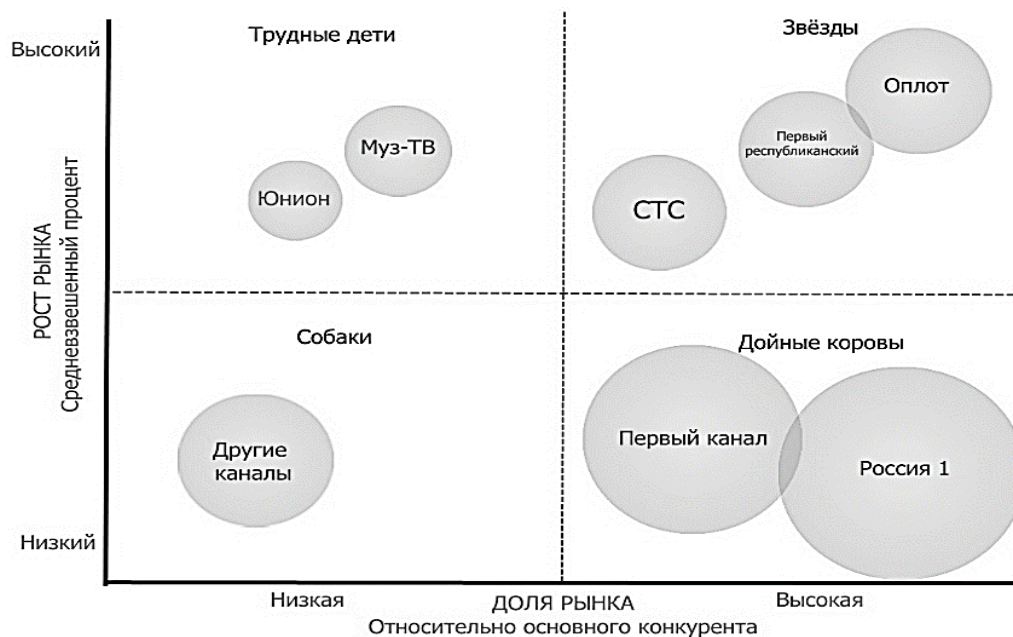 Трудные дети
Звёзды
Высокий
Оплот
Муз-ТВ
Первый
республиканский
Юнион
СТС
РОСТ РЫНКА
Средневзвешенный процент
Собаки
Дойные коровы
Другие
каналы
Первый канал
Россия 1
Низкий
Низкая
ДОЛЯ РЫНКА
Высокая
Относительно основного конкурента